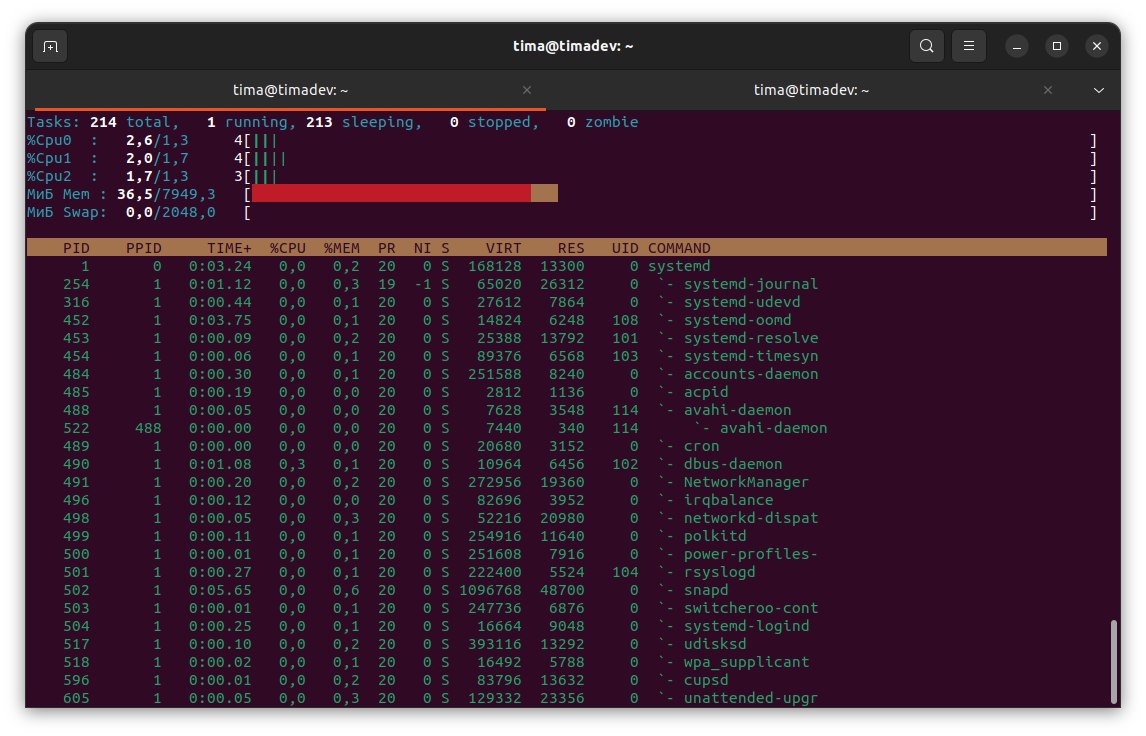 tima@timadev: ~
tima@timadev: ~ × tima@timadev: ~ ×
Tasks: 214 total,   1 running, 213 sleeping,   0 stopped,   0 zombie
%Cpu0  :   2,6/1,3     4[|||                                                                 ]
%Cpu1  :   2,0/1,7     4[||||                                                                ]
%Cpu2  :   1,7/1,3     3[|||                                                                 ]
МиБ Mem : 36,5/7949,3   [                                                                    ]
МиБ Swap:  0,0/2048,0   [                                                                    ]
PID    PPID     TIME+  %CPU  %MEM  PR  NI S    VIRT    RES   UID COMMAND
1       0   0:03.24   0,0   0,2  20   0 S  168128  13300     0 systemd
254       1   0:01.12   0,0   0,3  19  -1 S   65020  26312     0  `- systemd-journal
316       1   0:00.44   0,0   0,1  20   0 S   27612   7864     0  `- systemd-udevd
452       1   0:03.75   0,0   0,1  20   0 S   14824   6248   108  `- systemd-oomd
453       1   0:00.09   0,0   0,2  20   0 S   25388  13792   101  `- systemd-resolve
454       1   0:00.06   0,0   0,1  20   0 S   89376   6568   103  `- systemd-timesyn
484       1   0:00.30   0,0   0,1  20   0 S  251588   8240     0  `- accounts-daemon
485       1   0:00.19   0,0   0,0  20   0 S    2812   1136     0  `- acpid
488       1   0:00.05   0,0   0,0  20   0 S    7628   3548   114  `- avahi-daemon
522     488   0:00.00   0,0   0,0  20   0 S    7440    340   114      `- avahi-daemon
489       1   0:00.00   0,0   0,0  20   0 S   20680   3152     0  `- cron
490       1   0:01.08   0,3   0,1  20   0 S   10964   6456   102  `- dbus-daemon
491       1   0:00.20   0,0   0,2  20   0 S  272956  19360     0  `- NetworkManager
496       1   0:00.12   0,0   0,0  20   0 S   82696   3952     0  `- irqbalance
498       1   0:00.05   0,0   0,3  20   0 S   52216  20980     0  `- networkd-dispat
499       1   0:00.11   0,0   0,1  20   0 S  254916  11640     0  `- polkitd
500       1   0:00.01   0,0   0,1  20   0 S  251608   7916     0  `- power-profiles-
501       1   0:00.27   0,0   0,1  20   0 S  222400   5524   104  `- rsyslogd
502       1   0:05.65   0,0   0,6  20   0 S 1096768  48700     0  `- snapd
503       1   0:00.01   0,0   0,1  20   0 S  247736   6876     0  `- switcheroo-cont
504       1   0:00.25   0,0   0,1  20   0 S   16664   9048     0  `- systemd-logind
517       1   0:00.10   0,0   0,2  20   0 S  393116  13292     0  `- udisksd
518       1   0:00.02   0,0   0,1  20   0 S   16492   5788     0  `- wpa_supplicant
596       1   0:00.01   0,0   0,2  20   0 S   83796  13632     0  `- cupsd
605       1   0:00.05   0,0   0,3  20   0 S  129332  23356     0  `- unattended-upgr